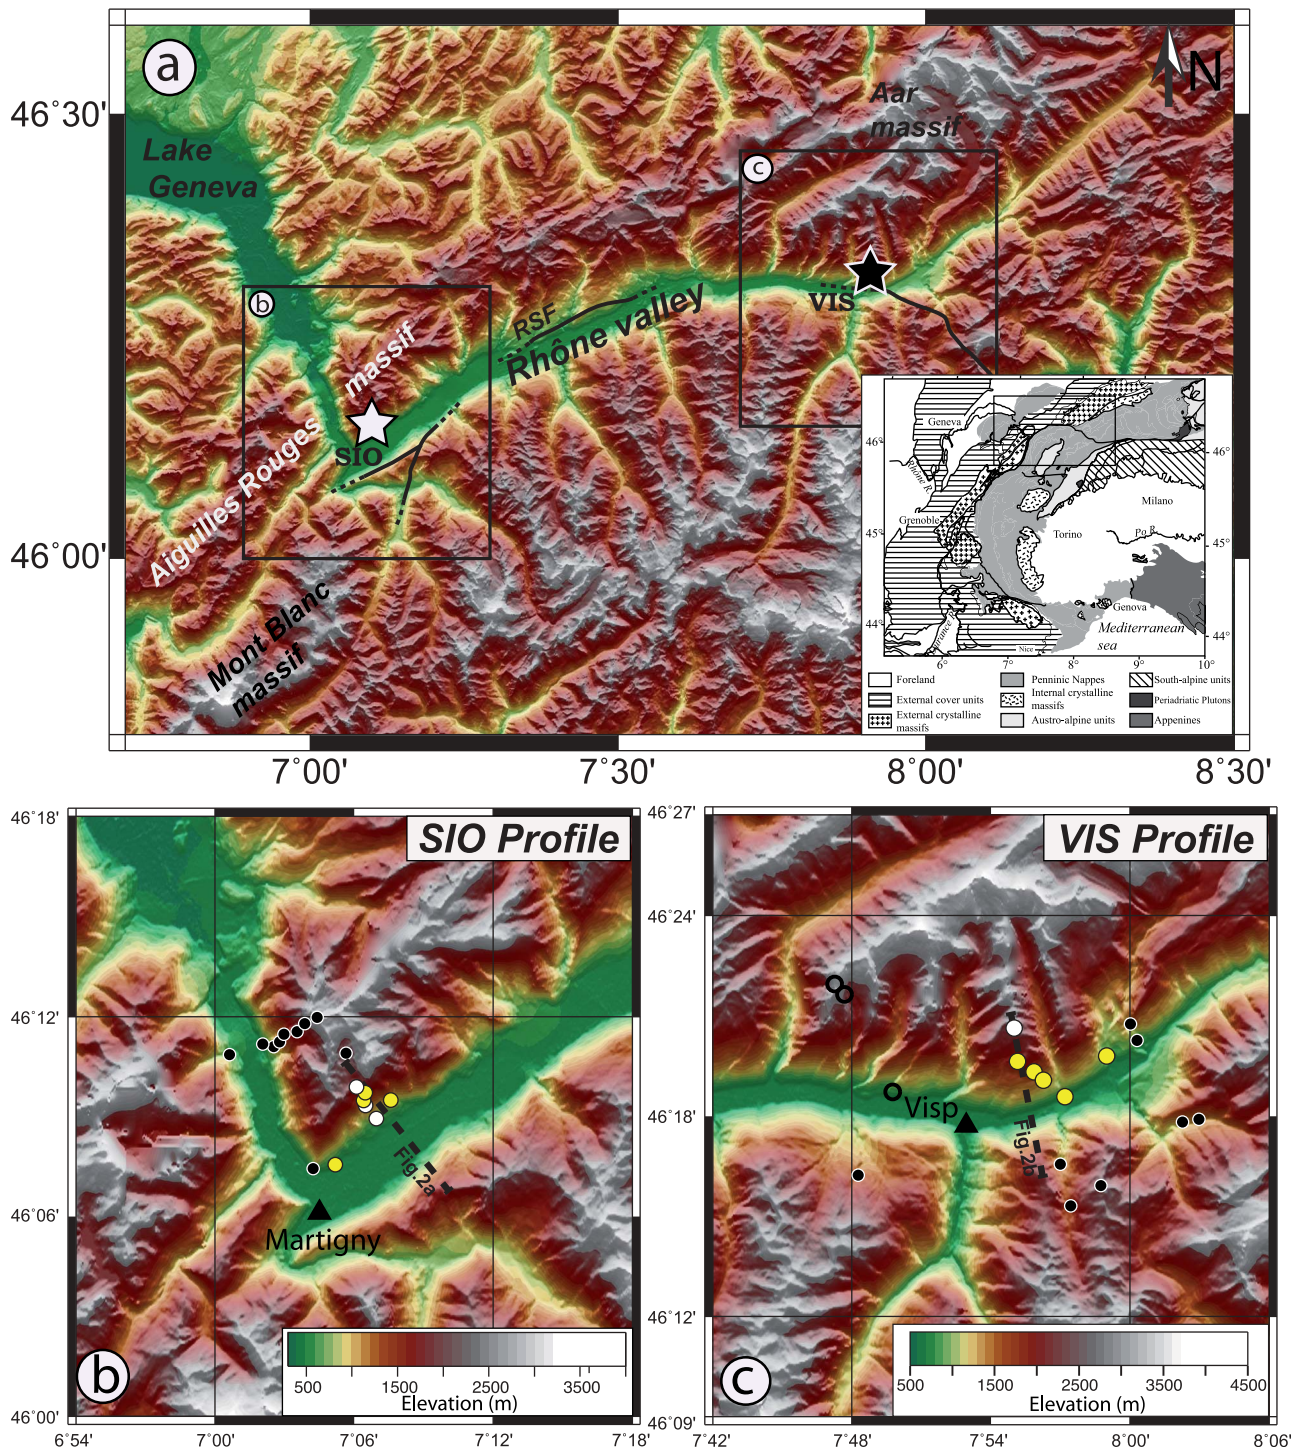 a
N
46°30'
Aar
massif
Lake
Geneva
c
b
RSF
Rhône valley
VIS
massif
SIO
Aiguilles Rouges
46°00'
Mont Blanc
massif
Geneva
46°
46°
Rhône R.
Milano
Grenoble
Torino
Po R.
45°
45°
Genova
Durance R.
44°
Mediterranean
sea
44°
Nice
6°
7°
8°
9°
10°
Foreland
Penninic Nappes
South-alpine units
External cover units
Internal crystalline
massifs
Periadriatic Plutons
External crystalline
massifs
Austro-alpine units
Appenines
7°00'
7°30'
8°00'
8°30'
46°18'
SIO Profile
46°12'
Fig.2a
46°06'
Martigny
500
1500
2500
3500
Elevation (m)
b
46°00'
6°54'
7°00'
7°06'
7°12'
7°18'
46°27'
VIS Profile
46°24'
Visp
46°18'
Fig.2b
46°12'
500
1500
2500
3500
4500
Elevation (m)
c
46°09'
7°42'
7°48'
7°54'
8°00'
8°06'